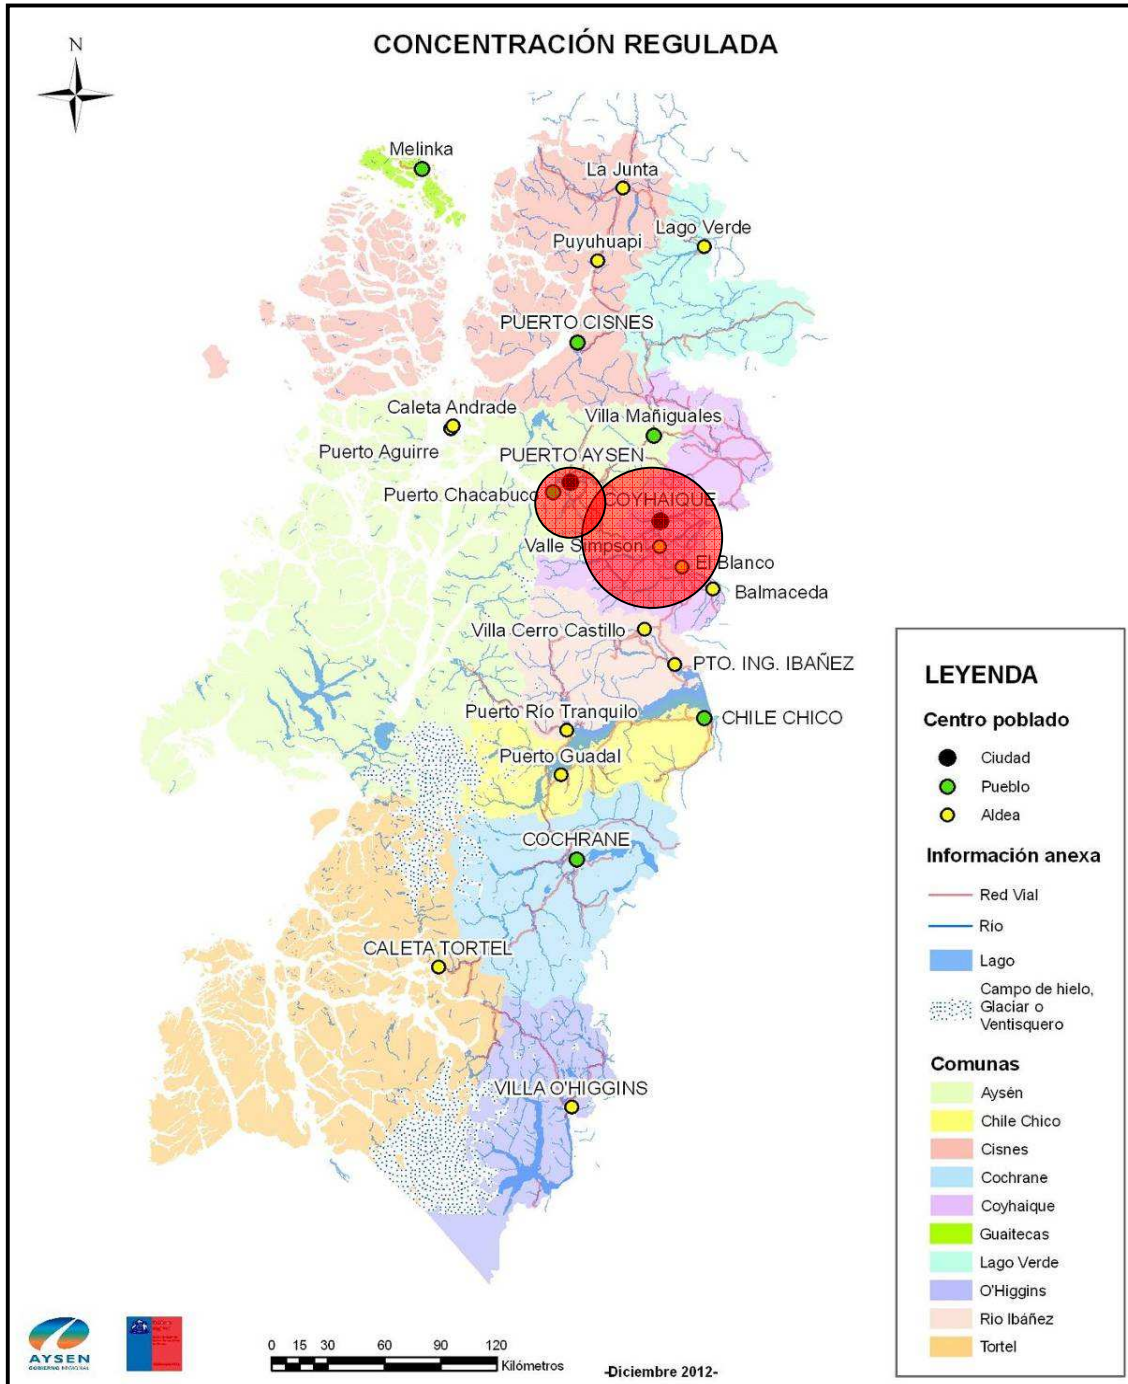 CONCENTRACIÓN REGULADA
N
Melinka
La Junta
Lago Verde
Puyuhuapi
PUERTO CISNES
Caleta Andrade
Villa Mañiguales
Puerto Aguirre
PUERTO AYSEN
Puerto Chacabuco
COYHAIQUE
Valle Simpson
El Blanco
Balmaceda
Villa Cerro Castillo
PTO. ING. IBAÑEZ
Puerto Río Tranquilo
CHILE CHICO
Puerto Guadal
COCHRANE
CALETA TORTEL
VILLA O'HIGGINS
LEYENDA
Centro poblado
Ciudad
Pueblo
Aldea
Información anexa
Red Vial
Río
Lago
Campo de hielo,
Glaciar o
Ventisquero
Comunas
Aysén
Chile Chico
Cisnes
Cochrane
Coyhaique
Guaitecas
Lago Verde
O'Higgins
Rio Ibáñez
Tortel
AYSEN
GOBIERNO REGIONAL
0 15 30 60 90 120
Kilómetros
-Diciembre 2012-